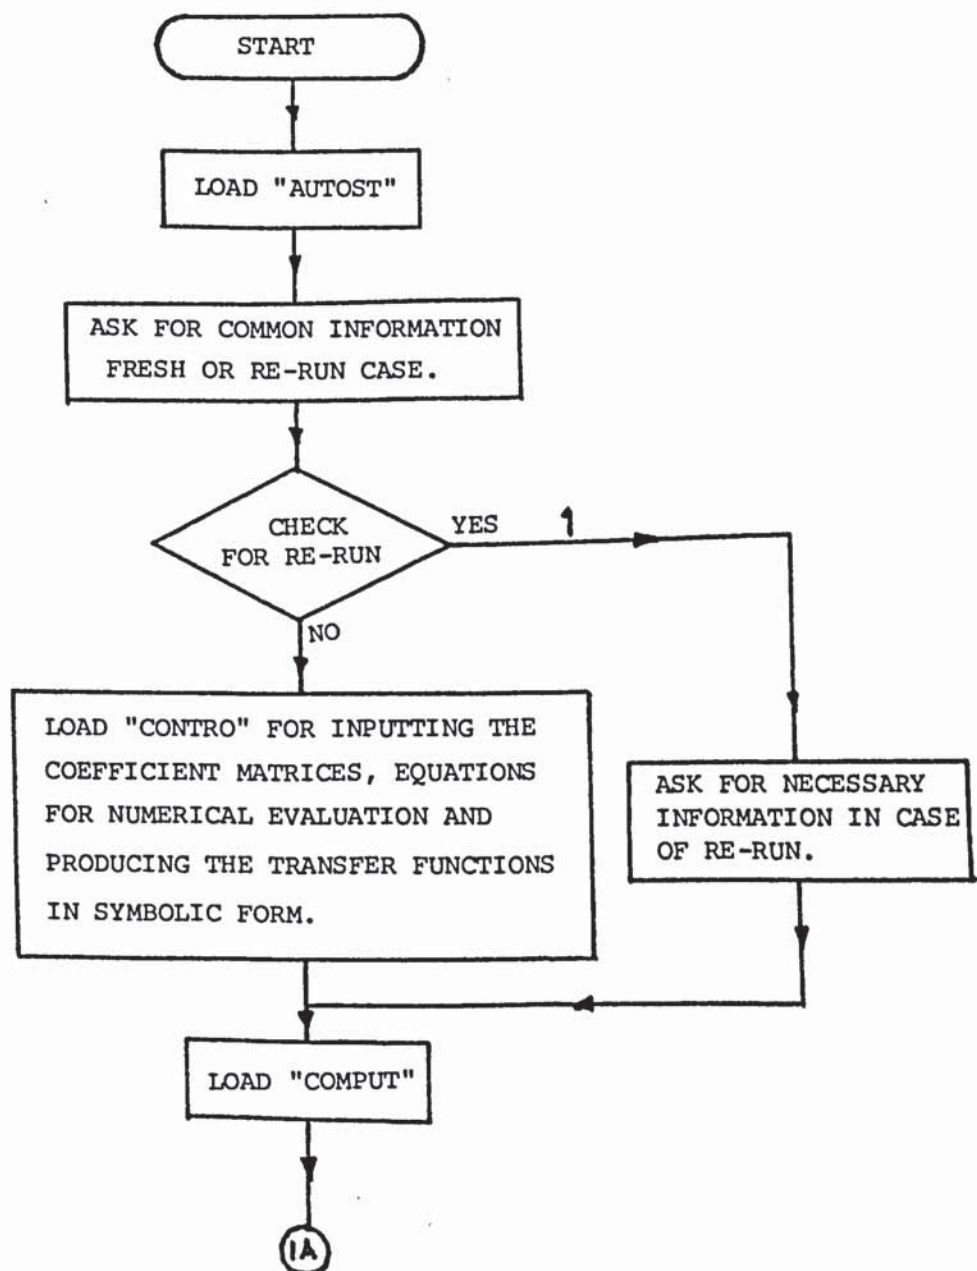 START
LOAD "AUTOST"
ASK FOR COMMON INFORMATION
FRESH OR RE-RUN CASE.
CHECK
FOR RE-RUN
YES
1
NO
LOAD "CONTRO" FOR INPUTTING THE
COEFFICIENT MATRICES, EQUATIONS
FOR NUMERICAL EVALUATION AND
PRODUCING THE TRANSFER FUNCTIONS
IN SYMBOLIC FORM.
ASK FOR NECESSARY
INFORMATION IN CASE
OF RE-RUN.
LOAD "COMPUT"
1A